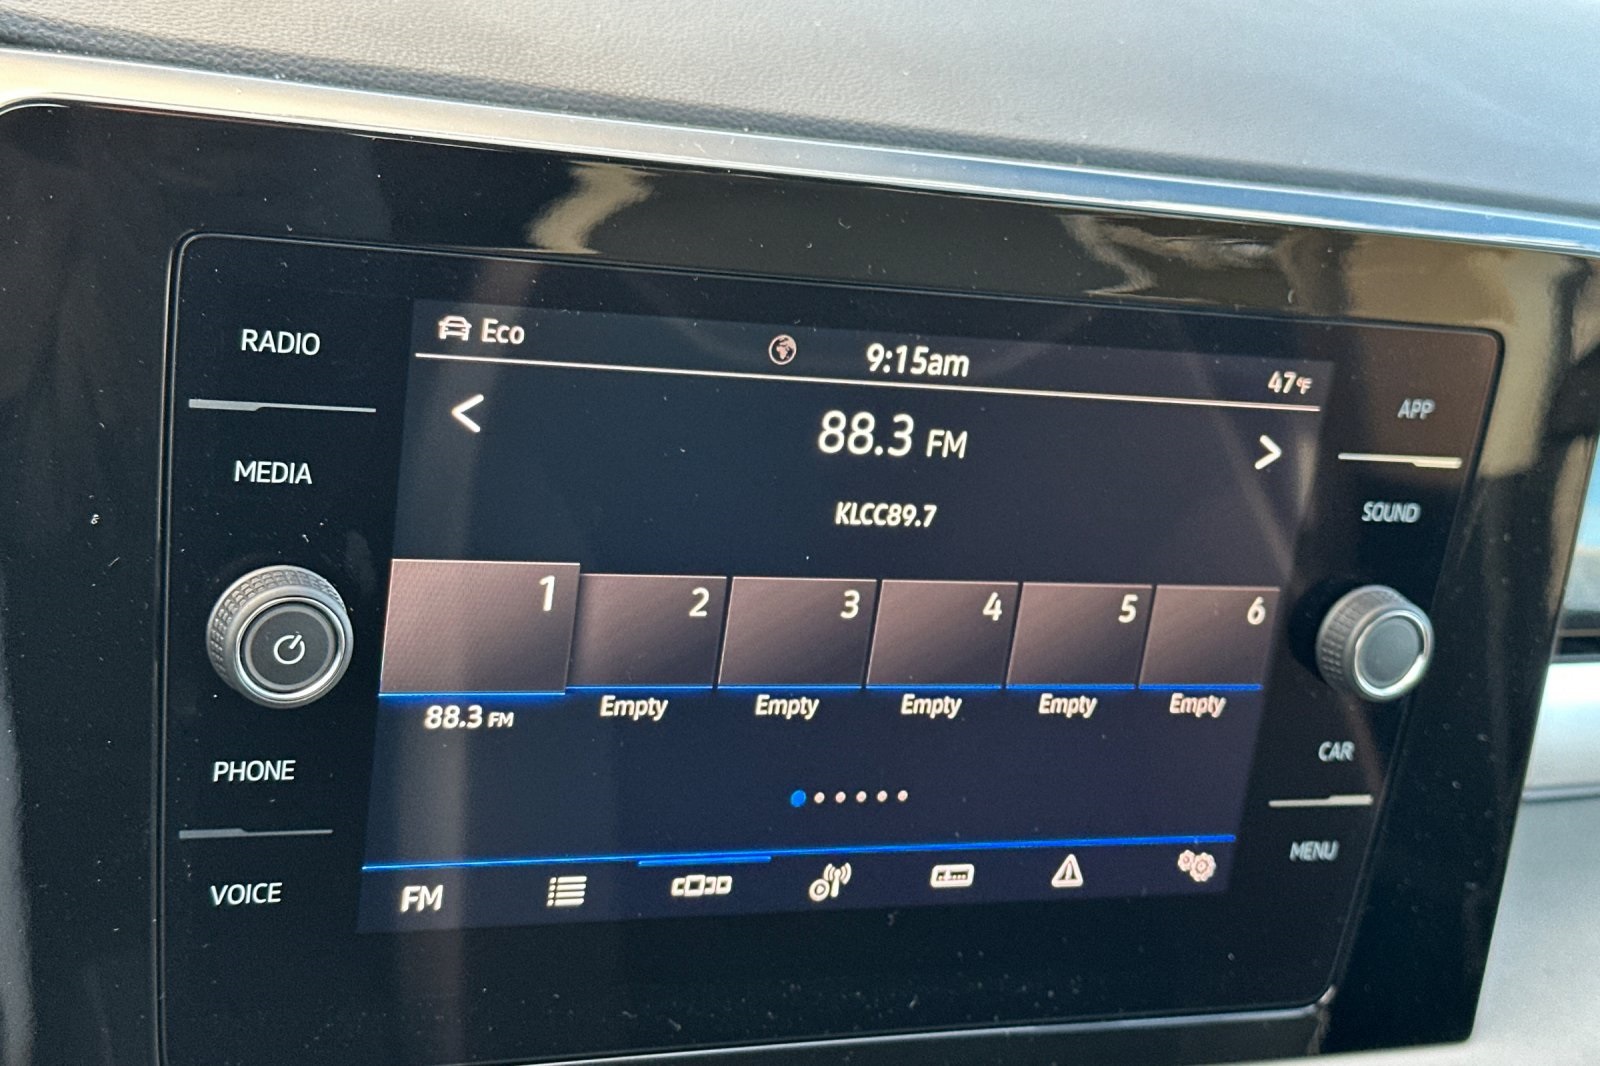 RADIO
MEDIA
PHONE
VOICE
Eco
9:15am
47°F
88.3 FM
KLCC89.7
1
2
3
4
5
6
88.3 FM
Empty
Empty
Empty
Empty
Empty
FM
APP
SOUND
CAR
MENU